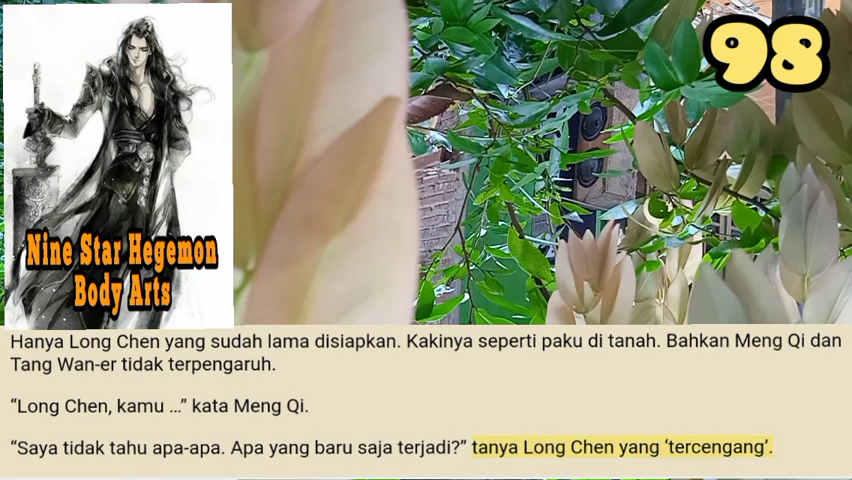 98
Nine Star Hegemon
Body Arts
Hanya Long Chen yang sudah lama disiapkan. Kakinya seperti paku di tanah. Bahkan Meng Qi dan
Tang Wan-er tidak terpengaruh.
“Long Chen, kamu …” kata Meng Qi.
“Saya tidak tahu apa-apa. Apa yang baru saja terjadi?” tanya Long Chen yang ‘tercengang’.